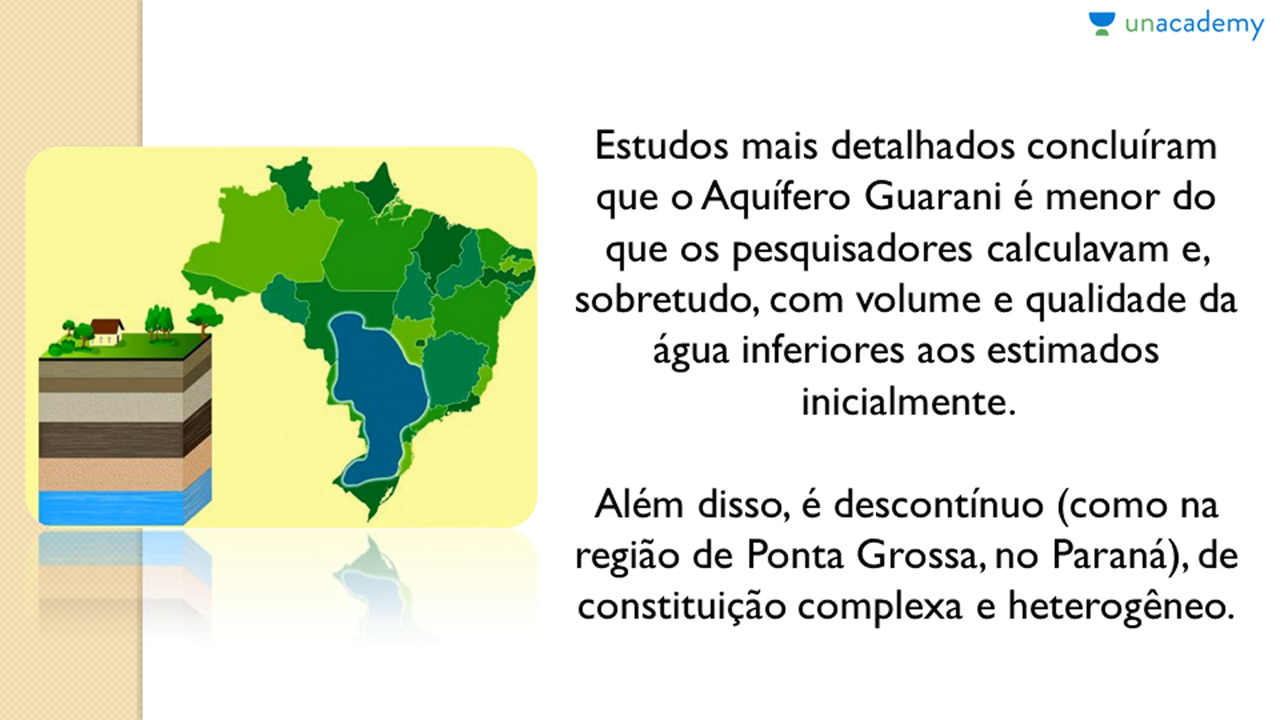 unacademy
Estudos mais detalhados concluíram
que o Aquífero Guarani é menor do
que os pesquisadores calculavam e,
sobretudo, com volume e qualidade da
água inferiores aos estimados
inicialmente.
Além disso, é descontínuo (como na
região de Ponta Grossa, no Paraná), de
constituição complexa e heterogêneo.